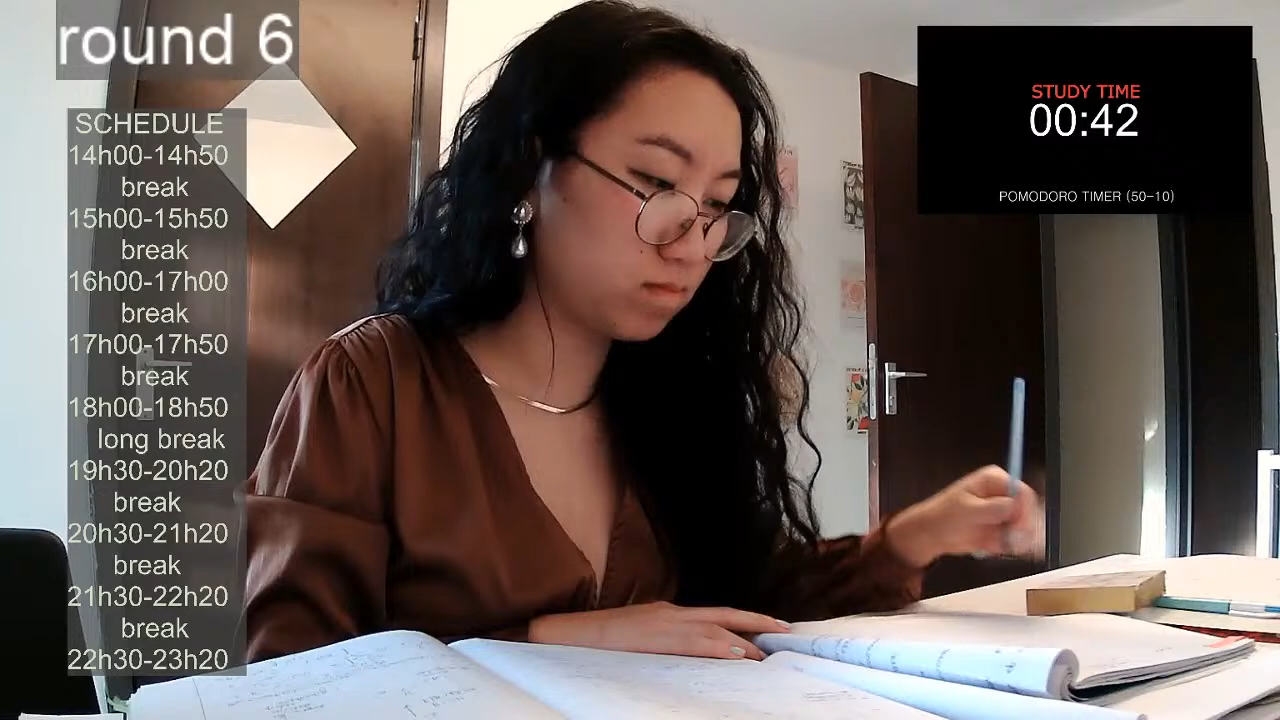 round 6
SCHEDULE
14h00-14h50
break
15h00-15h50
break
16h00-17h00
break
17h00-17h50
break
18h00-18h50
long break
19h30-20h20
break
20h30-21h20
break
21h30-22h20
break
22h30-23h20
STUDY TIME
00:42
POMODORO TIMER (50-10)